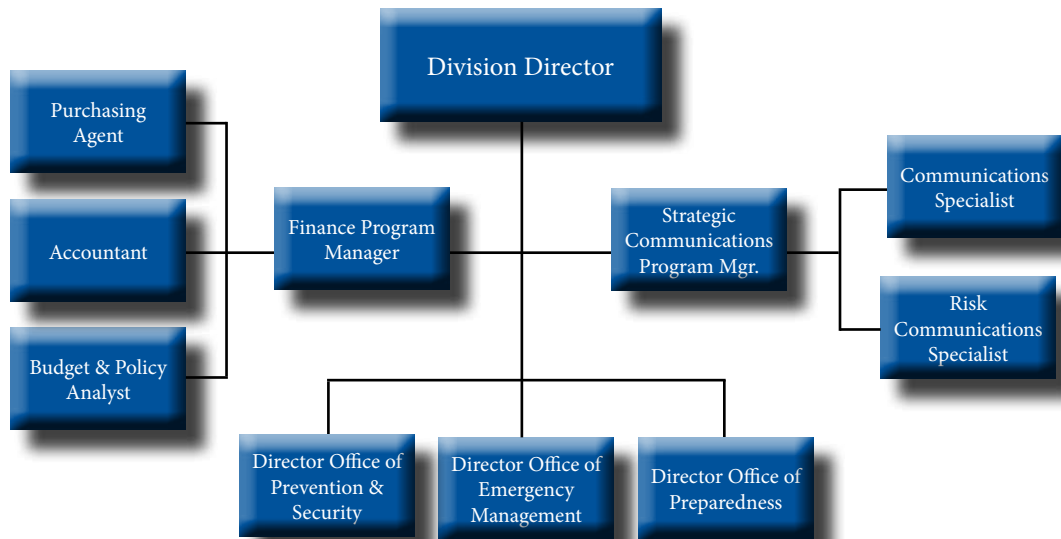 Division Director
Purchasing
Agent
Accountant
Budget & Policy
Analyst
Finance Program
Manager
Strategic
Communications
Program Mgr.
Communications
Specialist
Risk
Communications
Specialist
Director Office of
Prevention &
Security
Director Office of
Emergency
Management
Director Office of
Preparedness